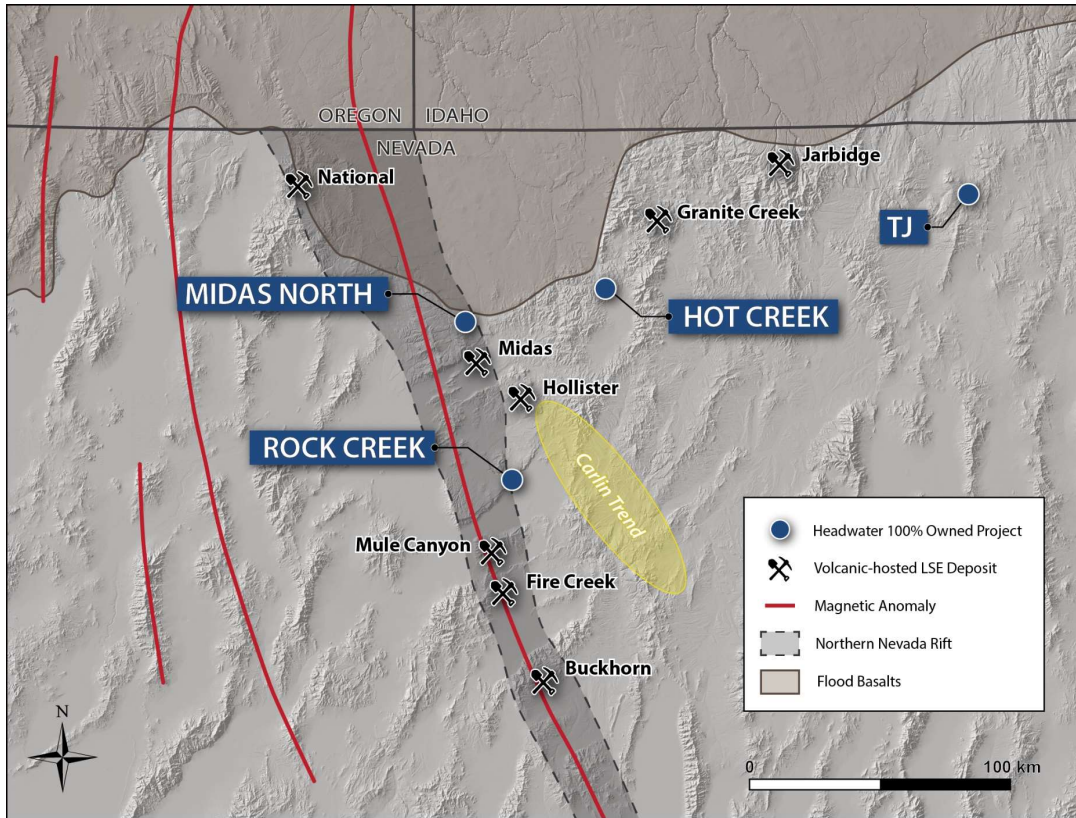 OREGON
IDAHO
NEVADA
Jarbidge
National
Granite Creek
TJ
MIDAS NORTH
HOT CREEK
Midas
Hollister
ROCK CREEK
Carlin Trend
Mule Canyon
Fire Creek
Buckhorn
Headwater 100% Owned Project
Volcanic-hosted LSE Deposit
Magnetic Anomaly
Northern Nevada Rift
Flood Basalts
N
0
100 km